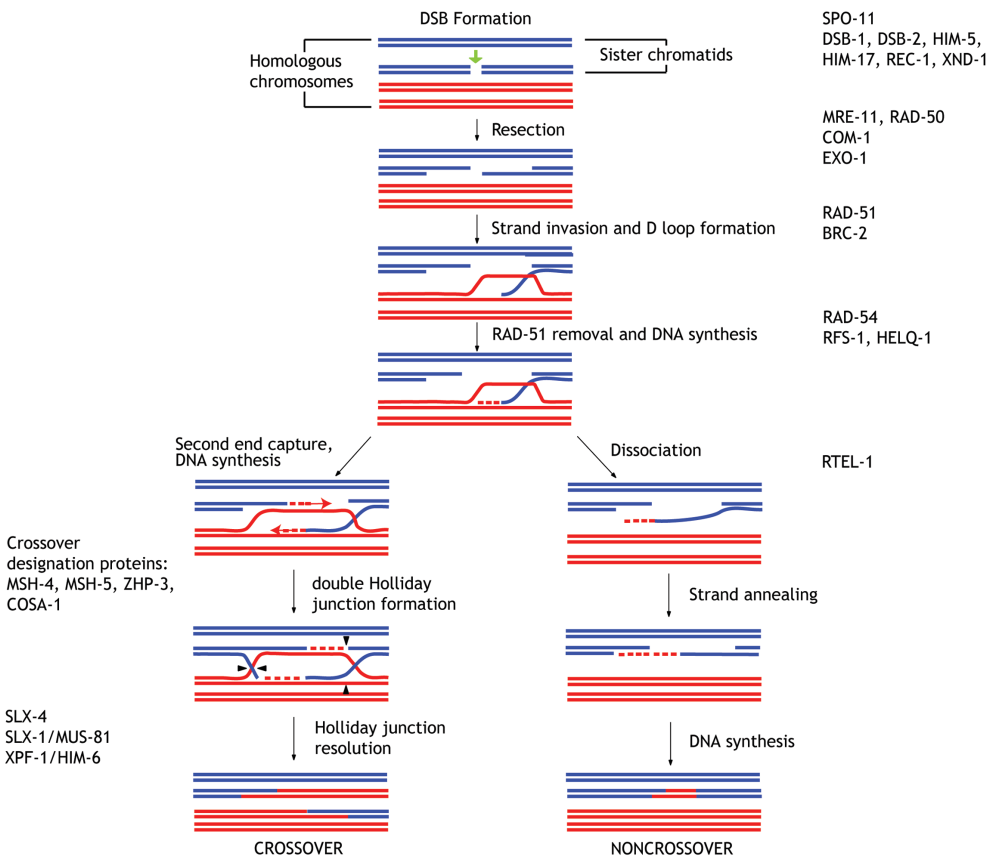 DSB Formation
Homologous
chromosomes
Sister chromatids
SPO-11
DSB-1, DSB-2, HIM-5,
HIM-17, REC-1, XND-1
Resection
MRE-11, RAD-50
COM-1
EXO-1
Strand invasion and D loop formation
RAD-51
BRC-2
RAD-51 removal and DNA synthesis
RAD-54
RFS-1, HELQ-1
Second end capture,
DNA synthesis
Dissociation
RTEL-1
Crossover
designation proteins:
MSH-4, MSH-5, ZHP-3,
COSA-1
double Holliday
junction formation
Strand annealing
SLX-4
SLX-1/MUS-81
XPF-1/HIM-6
Holliday junction
resolution
DNA synthesis
CROSSOVER
NONCROSSOVER